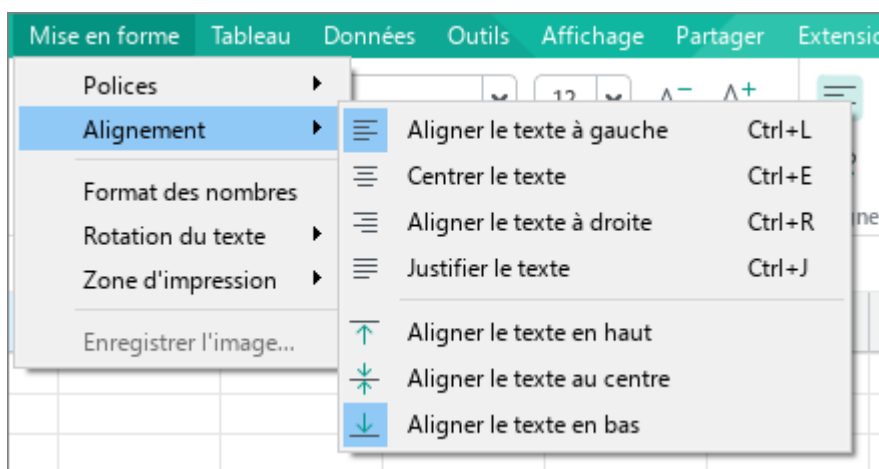 Mise en forme Tableau Données Outils Affichage Partager
Polices
12 A− A+
Alignement
Aligner le texte à gauche Ctrl+L
Centrer le texte Ctrl+E
Format des nombres
Aligner le texte à droite Ctrl+R
Rotation du texte
Justifier le texte Ctrl+J
Zone d'impression
Aligner le texte en haut
Enregistrer l'image...
Aligner le texte au centre
Aligner le texte en bas